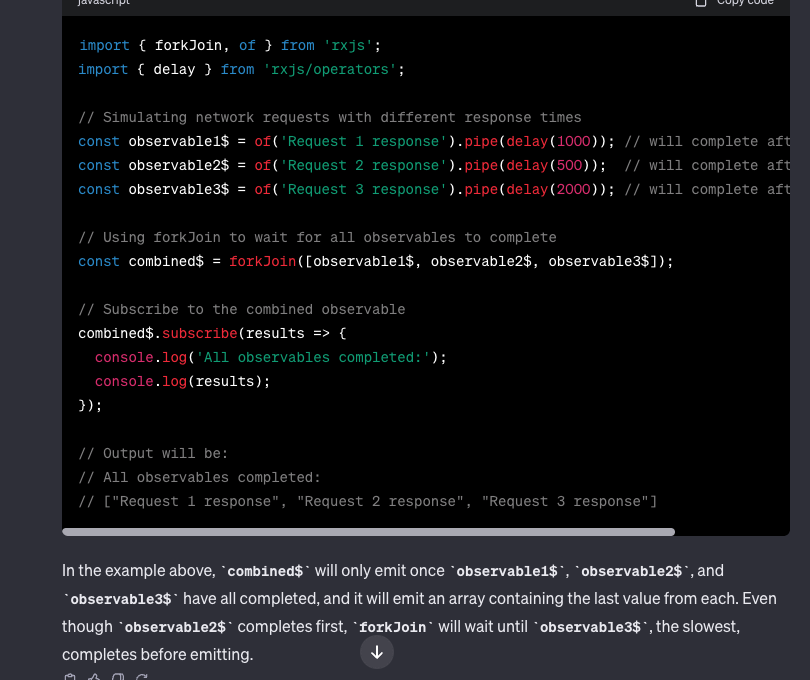 javascript Copy code
import { forkJoin, of } from 'rxjs';
import { delay } from 'rxjs/operators';
// Simulating network requests with different response times
const observable1$ = of('Request 1 response').pipe(delay(1000)); // will complete aft
const observable2$ = of('Request 2 response').pipe(delay(500));  // will complete aft
const observable3$ = of('Request 3 response').pipe(delay(2000)); // will complete aft
// Using forkJoin to wait for all observables to complete
const combined$ = forkJoin([observable1$, observable2$, observable3$]);
// Subscribe to the combined observable
combined$.subscribe(results => {
  console.log('All observables completed:');
  console.log(results);
});
// Output will be:
// All observables completed:
// ["Request 1 response", "Request 2 response", "Request 3 response"]
In the example above, `combined$` will only emit once `observable1$`, `observable2$`, and
`observable3$` have all completed, and it will emit an array containing the last value from each. Even
though `observable2$` completes first, `forkJoin` will wait until `observable3$`, the slowest,
completes before emitting.